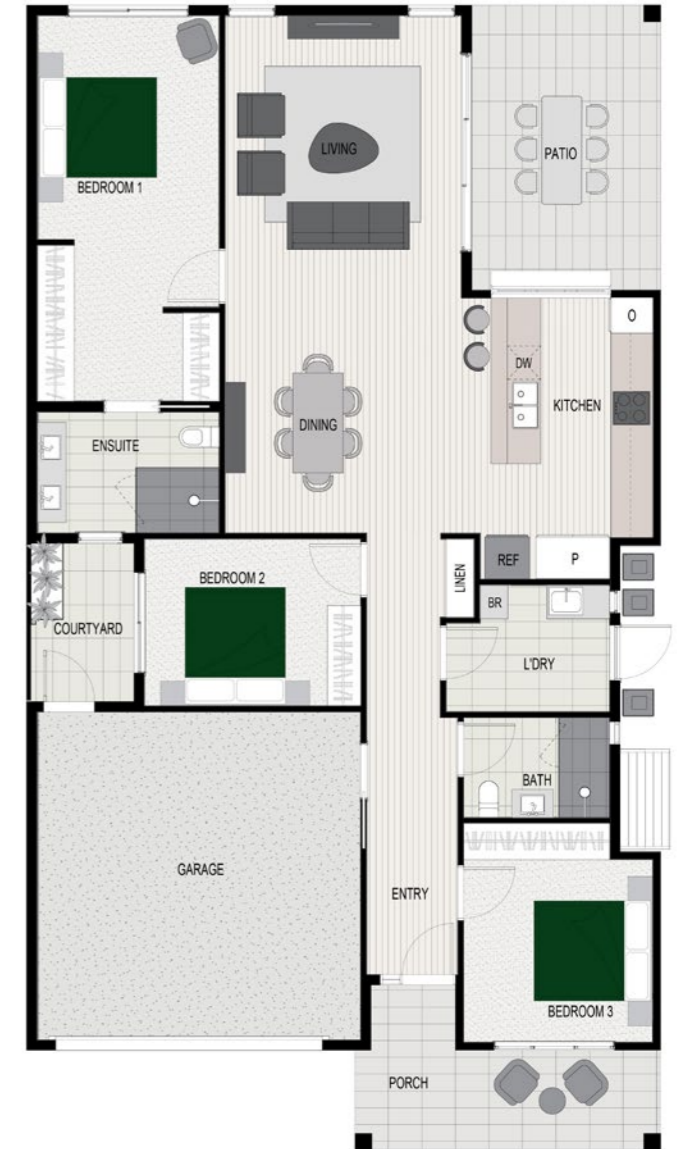 LIVING
PATIO
BEDROOM 1
O
DW
KITCHEN
DINING
ENSUITE
REF
P
LINEN
BEDROOM 2
BR
COURTYARD
L'DRY
BATH
GARAGE
ENTRY
BEDROOM 3
PORCH